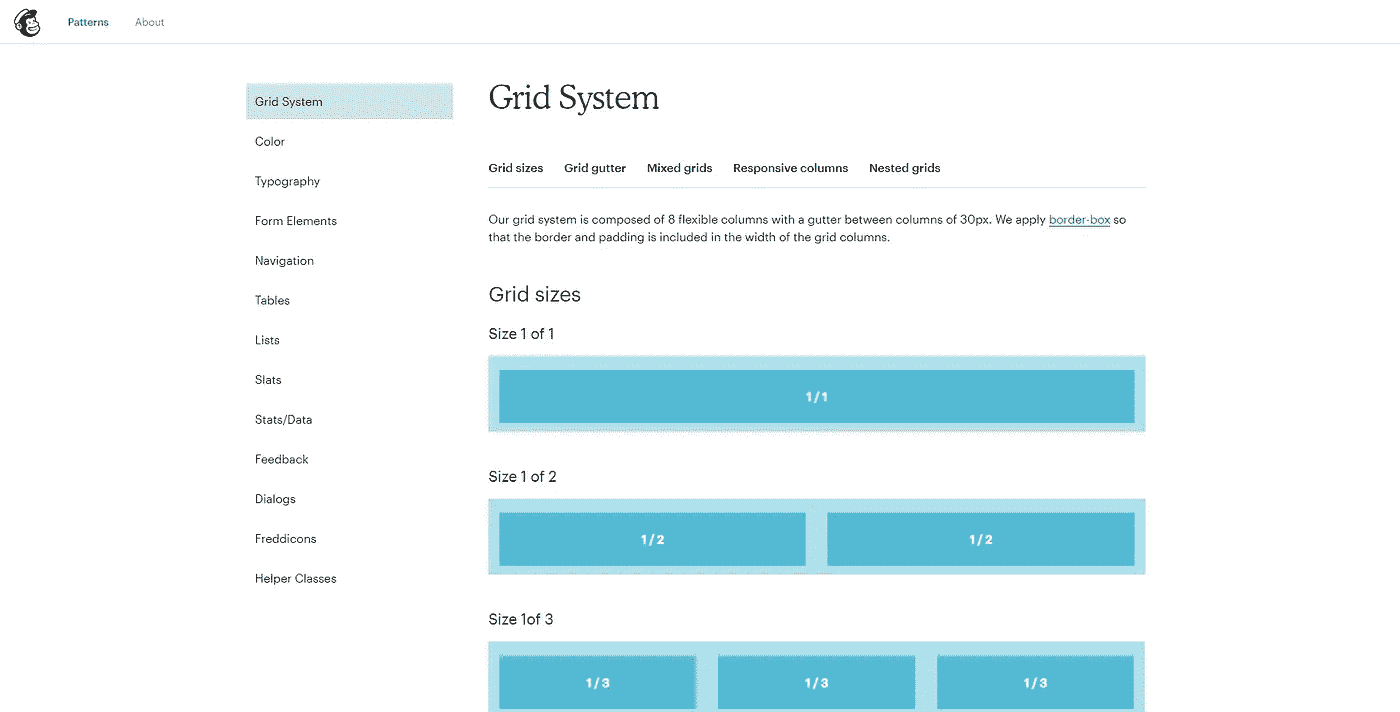 Patterns About
Grid System
Color
Typography
Form Elements
Navigation
Tables
Lists
Slats
Stats/Data
Feedback
Dialogs
Freddicons
Helper Classes
Grid System
Grid sizes Grid gutter Mixed grids Responsive columns Nested grids
Our grid system is composed of 8 flexible columns with a gutter between columns of 30px. We apply border-box so
that the border and padding is included in the width of the grid columns.
Grid sizes
Size 1 of 1
1/1
Size 1 of 2
1/2 1/2
Size 1of 3
1/3 1/3 1/3